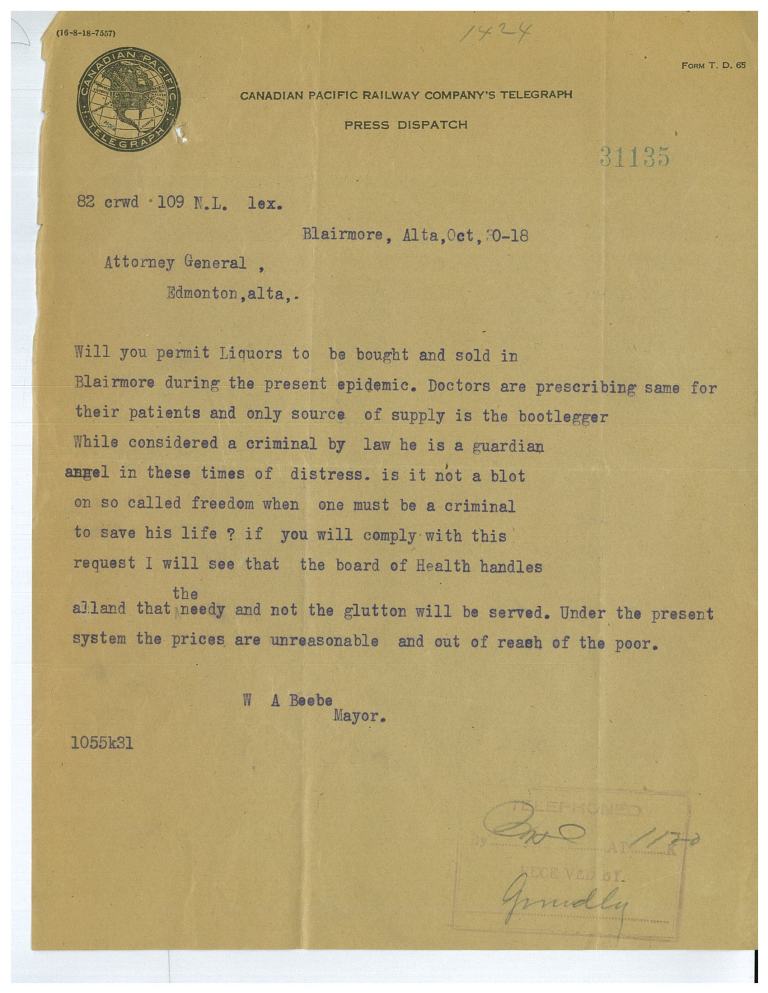 (16-8-18-7557)
1424
FORM T. D. 65
CANADIAN PACIFIC
TELEGRAPH
CANADIAN PACIFIC RAILWAY COMPANY'S TELEGRAPH
PRESS DISPATCH
31135
82 crwd 109 N.L. lex.
Blairmore, Alta,Oct,30-18
Attorney General ,
Edmonton,alta,.
Will you permit Liquors to be bought and sold in
Blairmore during the present epidemic. Doctors are prescribing same for
their patients and only source of supply is the bootlegger
While considered a criminal by law he is a guardian
angel in these times of distress. is it not a blot
on so called freedom when one must be a criminal
to save his life ? if you will comply with this
request I will see that the board of Health handles
the
alland that needy and not the glutton will be served. Under the present
system the prices are unreasonable and out of reach of the poor.
W A Beebe
Mayor.
1055k31
TELEPHONED
By AT 1120 K
RECEIVED BY.